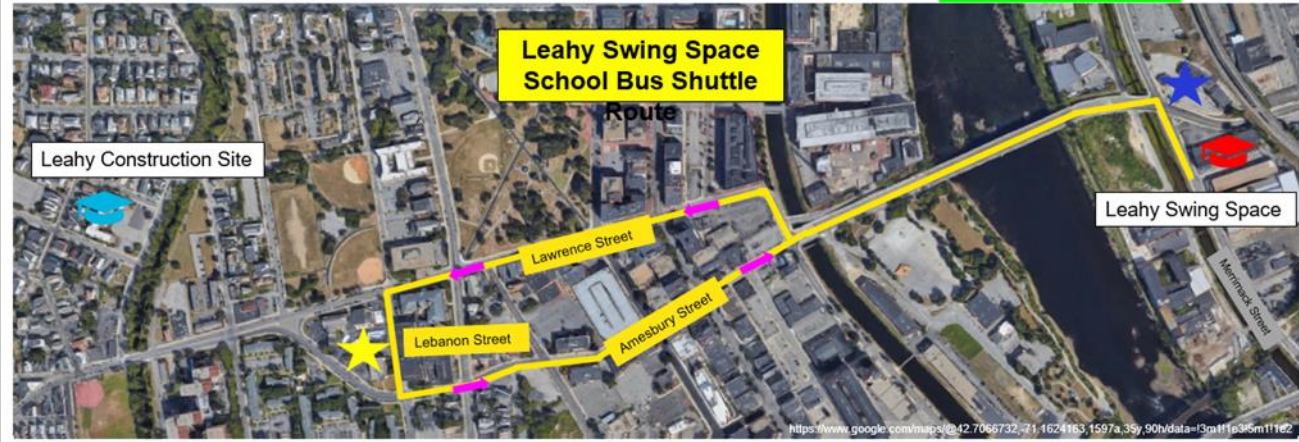 Leahy Swing Space
School Bus Shuttle
Route
Leahy Construction Site
Leahy Swing Space
Lawrence Street
Amesbury Street
Lebanon Street
Merrimack Street
https://www.google.com/maps/@42.7066732,-71.1624163,1597a,35y,90h/data=!3m1!1e3!5m1!1e2